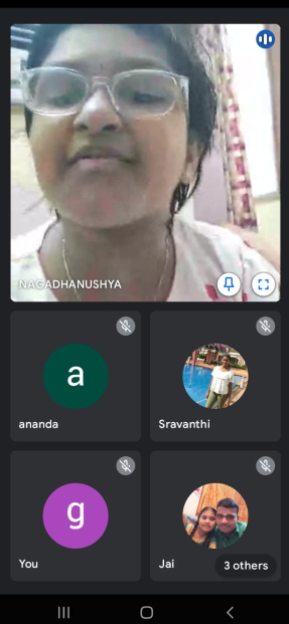 NAGADHANUSHYA
a
ananda
Sravanthi
g
You
Jai
3 others